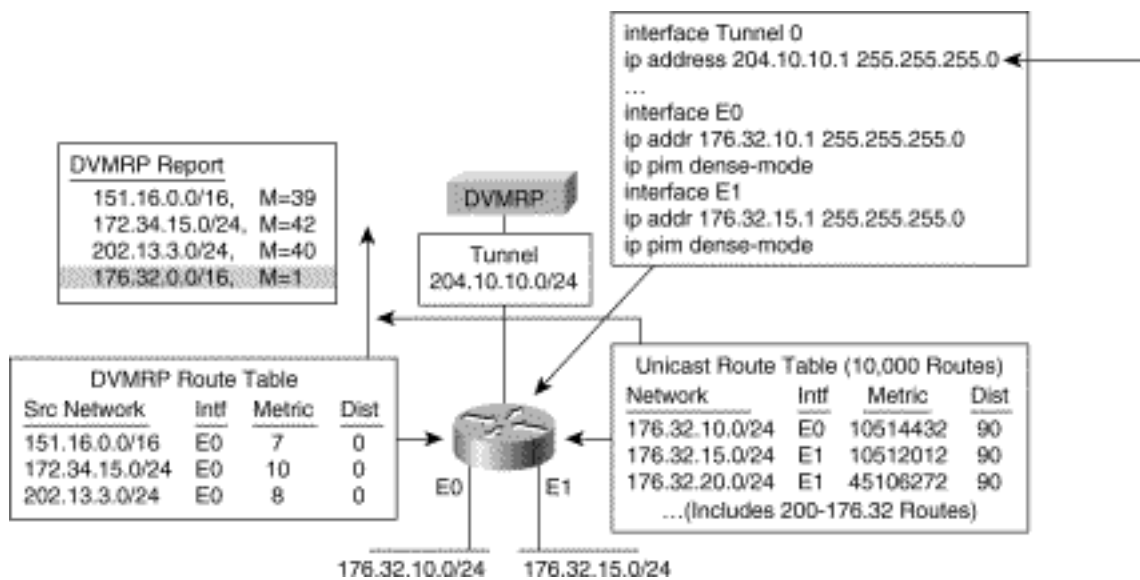 interface Tunnel 0
ip address 204.10.10.1 255.255.255.0
...
interface E0
ip addr 176.32.10.1 255.255.255.0
ip pim dense-mode
interface E1
ip addr 176.32.15.1 255.255.255.0
ip pim dense-mode
DVMRP Report
151.16.0.0/16, M=39
172.34.15.0/24, M=42
202.13.3.0/24, M=40
176.32.0.0/16, M=1
DVMRP
Tunnel
204.10.10.0/24
DVMRP Route Table
Src Network Intf Metric Dist
151.16.0.0/16 E0 7 0
172.34.15.0/24 E0 10 0
202.13.3.0/24 E0 8 0
Unicast Route Table (10,000 Routes)
Network Intf Metric Dist
176.32.10.0/24 E0 10514432 90
176.32.15.0/24 E1 10512012 90
176.32.20.0/24 E1 45106272 90
...(Includes 200-176.32 Routes)
E0 E1
176.32.10.0/24 176.32.15.0/24